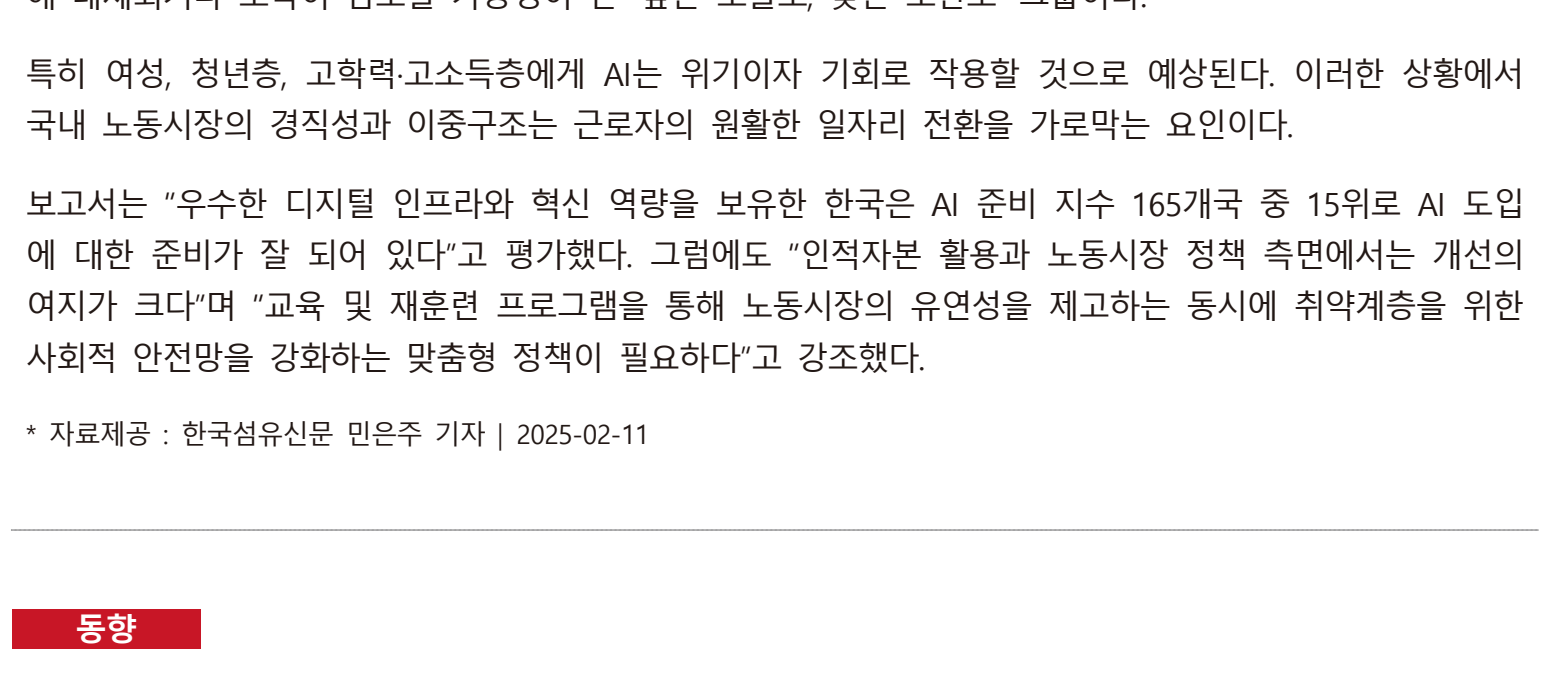 특히 여성, 청년층, 고학력·고소득층에게 AI는 위기이자 기회로 작용할 것으로 예상된다. 이러한 상황에서
국내 노동시장의 경직성과 이중구조는 근로자의 원활한 일자리 전환을 가로막는 요인이다.
보고서는 "우수한 디지털 인프라와 혁신 역량을 보유한 한국은 AI 준비 지수 165개국 중 15위로 AI 도입
에 대한 준비가 잘 되어 있다"고 평가했다. 그럼에도 "인적자본 활용과 노동시장 정책 측면에서는 개선의
여지가 크다"며 "교육 및 재훈련 프로그램을 통해 노동시장의 유연성을 제고하는 동시에 취약계층을 위한
사회적 안전망을 강화하는 맞춤형 정책이 필요하다"고 강조했다.
* 자료제공 : 한국섬유신문 민은주 기자 | 2025-02-11
동향